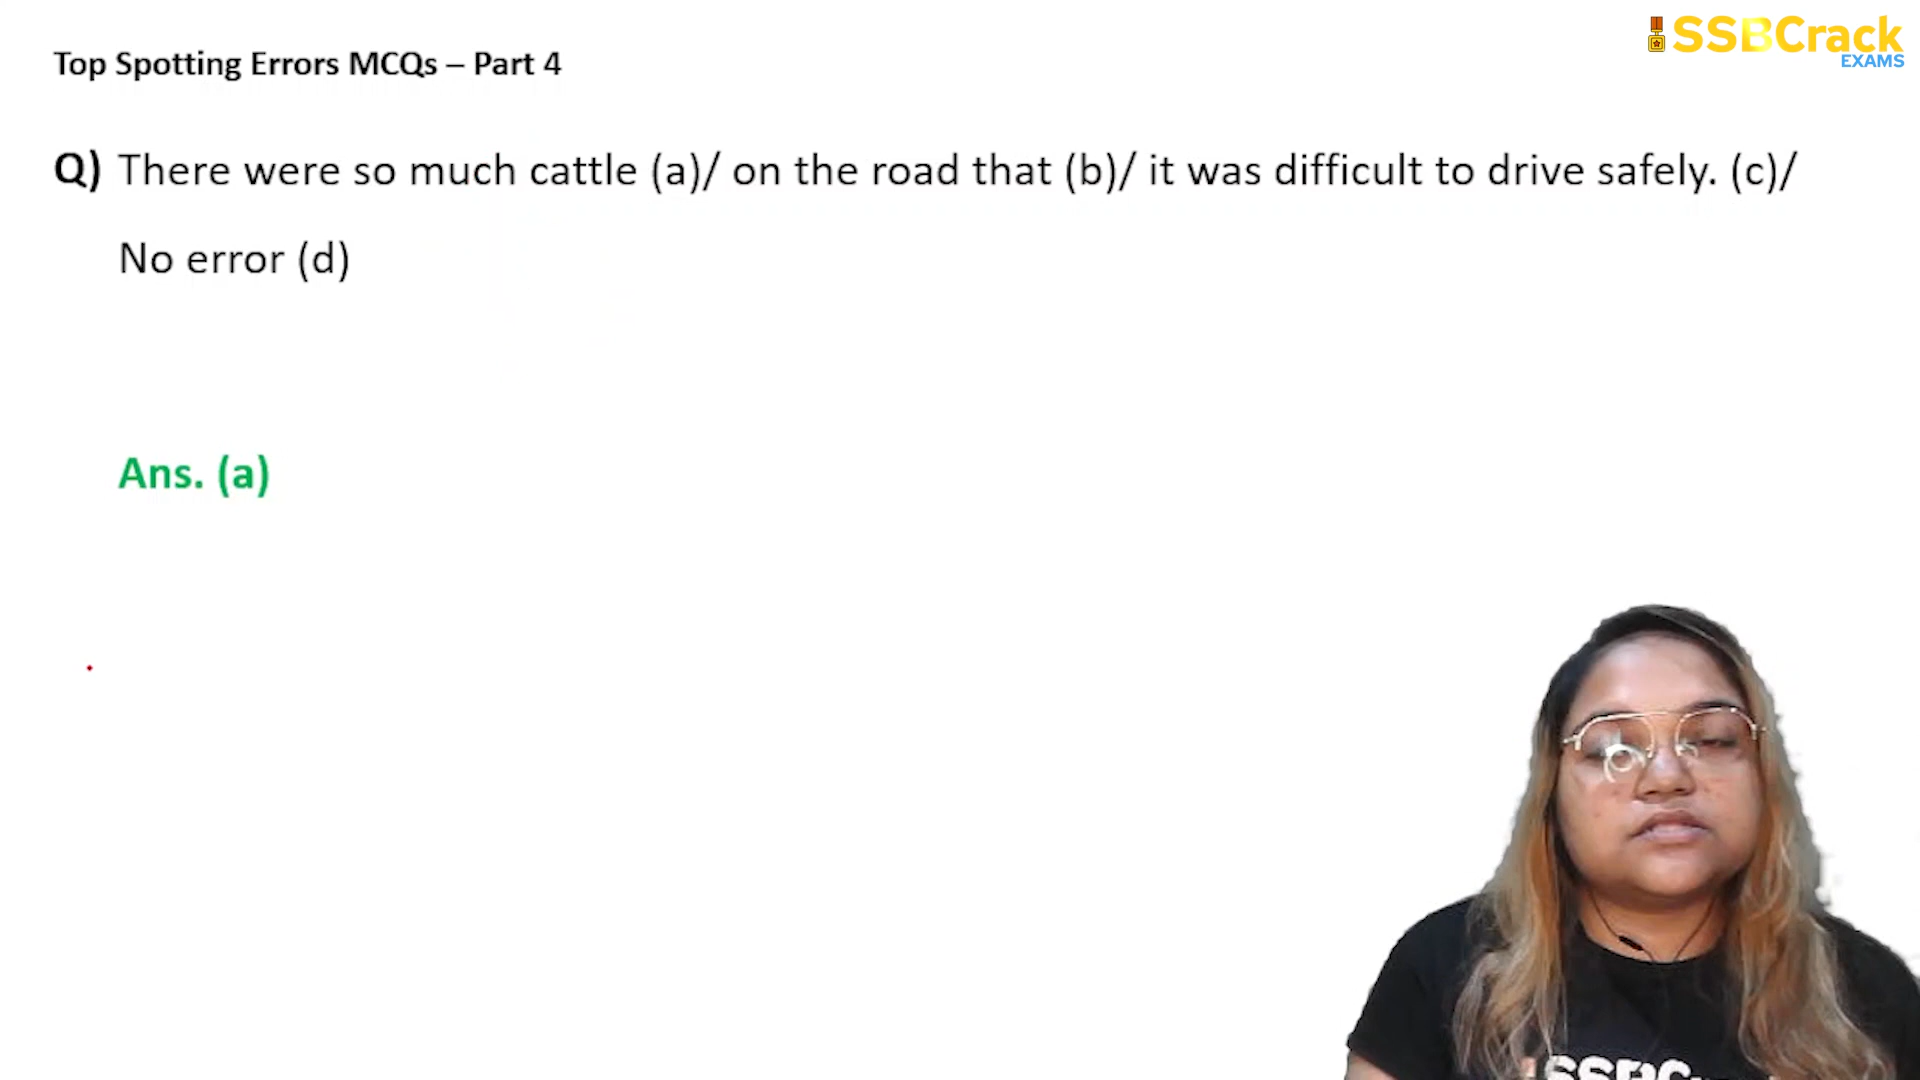 SSBCrack
EXAMS
Top Spotting Errors MCQs – Part 4
Q) There were so much cattle (a)/ on the road that (b)/ it was difficult to drive safely. (c)/
No error (d)
Ans. (a)